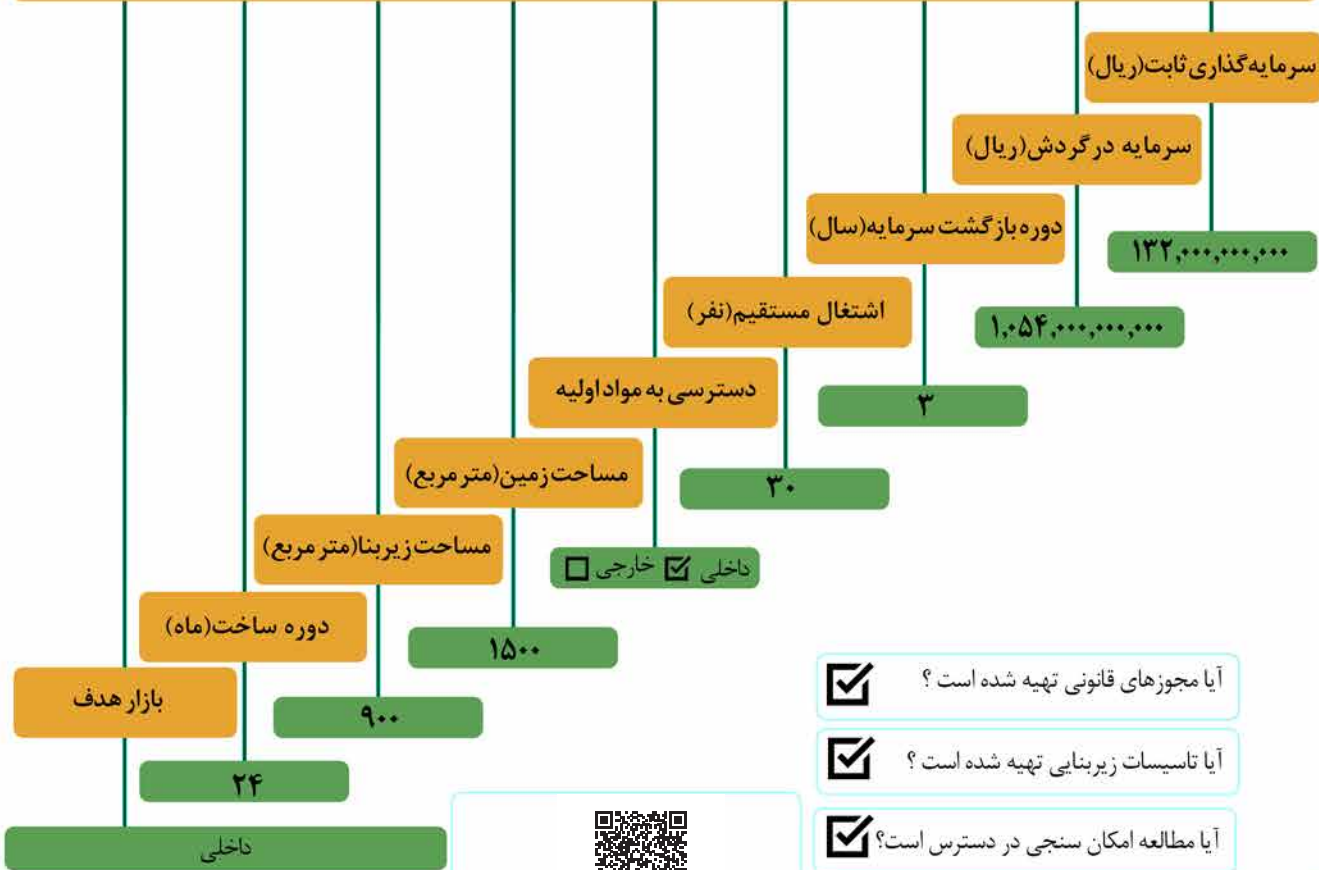 سرمایه‌گذاری ثابت(ریال)
۱۳۲,۰۰۰,۰۰۰,۰۰۰
سرمایه در گردش(ریال)
۱,۰۵۴,۰۰۰,۰۰۰,۰۰۰
دوره بازگشت سرمایه(سال)
۳
اشتغال مستقیم(نفر)
۳۰
دسترسی به مواد اولیه
داخلی ☑ خارجی ☐
مساحت زمین(متر مربع)
۱۵۰۰
مساحت زیربنا(متر مربع)
۹۰۰
دوره ساخت(ماه)
۲۴
بازار هدف
داخلی
آیا مجوزهای قانونی تهیه شده است ؟ ☑
آیا تاسیسات زیربنایی تهیه شده است ؟ ☑
آیا مطالعه امکان سنجی در دسترس است؟ ☑